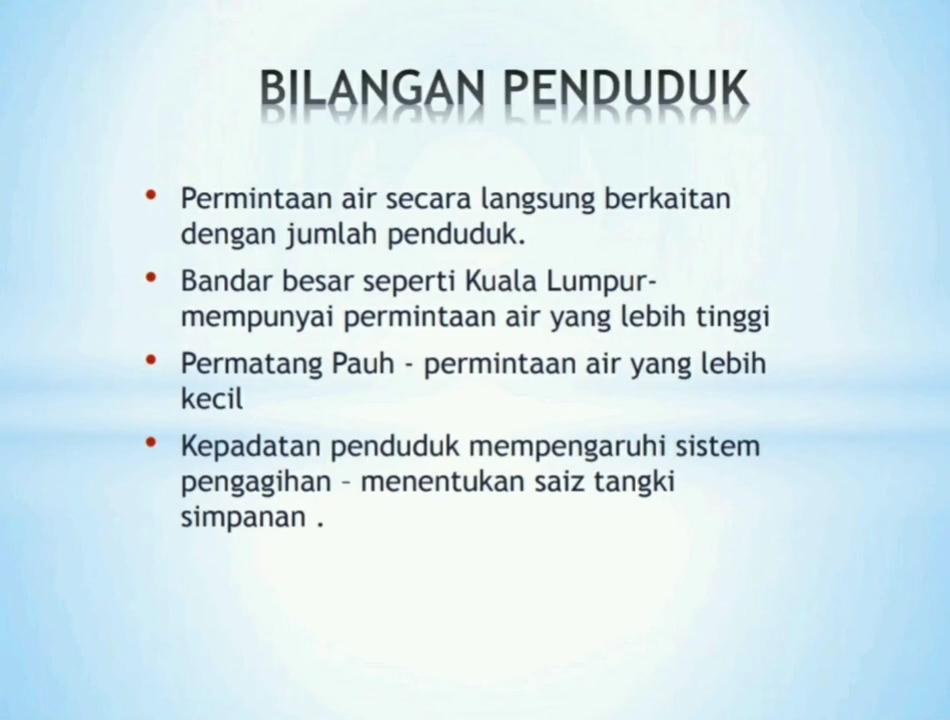 BILANGAN PENDUDUK
• Permintaan air secara langsung berkaitan
dengan jumlah penduduk.
• Bandar besar seperti Kuala Lumpur-
mempunyai permintaan air yang lebih tinggi
• Permatang Pauh - permintaan air yang lebih
kecil
• Kepadatan penduduk mempengaruhi sistem
pengagihan – menentukan saiz tangki
simpanan .